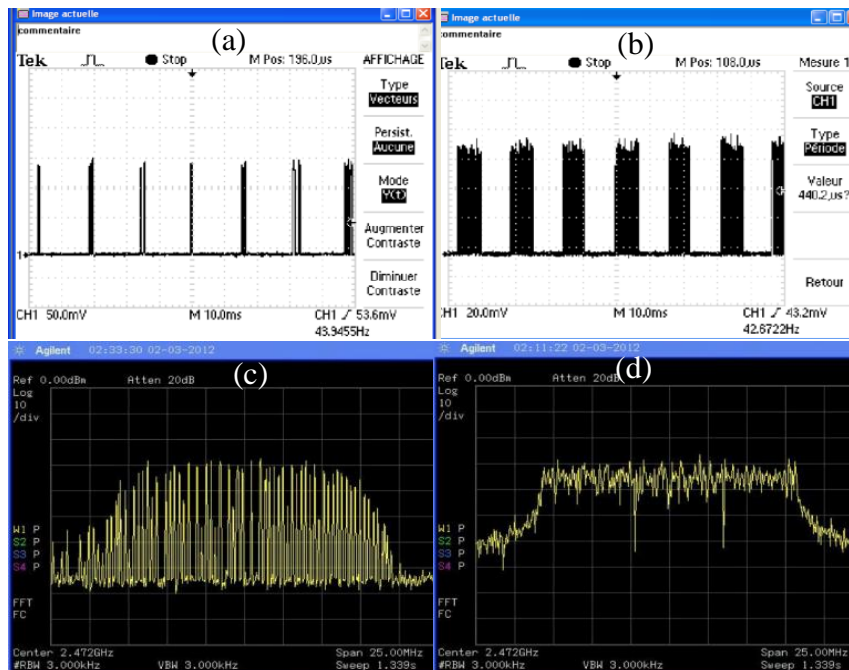 Image actuelle
commentaire
(a)
Tek Stop M Pos: 196.0µs AFFICHAGE
Type
Vecteurs
Persist.
Aucune
Mode
Y(t)
Augmenter
Contraste
Diminuer
Contraste
1
CH1 50.0mV M 10.0ms CH1 53.6mV
43.9455Hz
Image actuelle
commentaire
(b)
Tek Stop M Pos: 108.0µs Mesure 1
Source
CH1
Type
Période
Valeur
440.2µs?
Retour
1
CH1 20.0mV M 10.0ms CH1 43.2mV
42.6722Hz
Agilent 02:33:30 02-03-2012
(c)
Ref 0.00dBm Atten 20dB
Log
10
/div
W1 P
S2 P
S3 P
S4 P
FFT
FC
Center 2.472GHz Span 25.00MHz
#RBW 3.000kHz VBW 3.000kHz Sweep 1.339s
Agilent 02:11:22 02-03-2012
(d)
Ref 0.00dBm Atten 20dB
Log
10
/div
W1 P
S2 P
S3 P
S4 P
FFT
FC
Center 2.472GHz Span 25.00MHz
#RBW 3.000kHz VBW 3.000kHz Sweep 1.339s